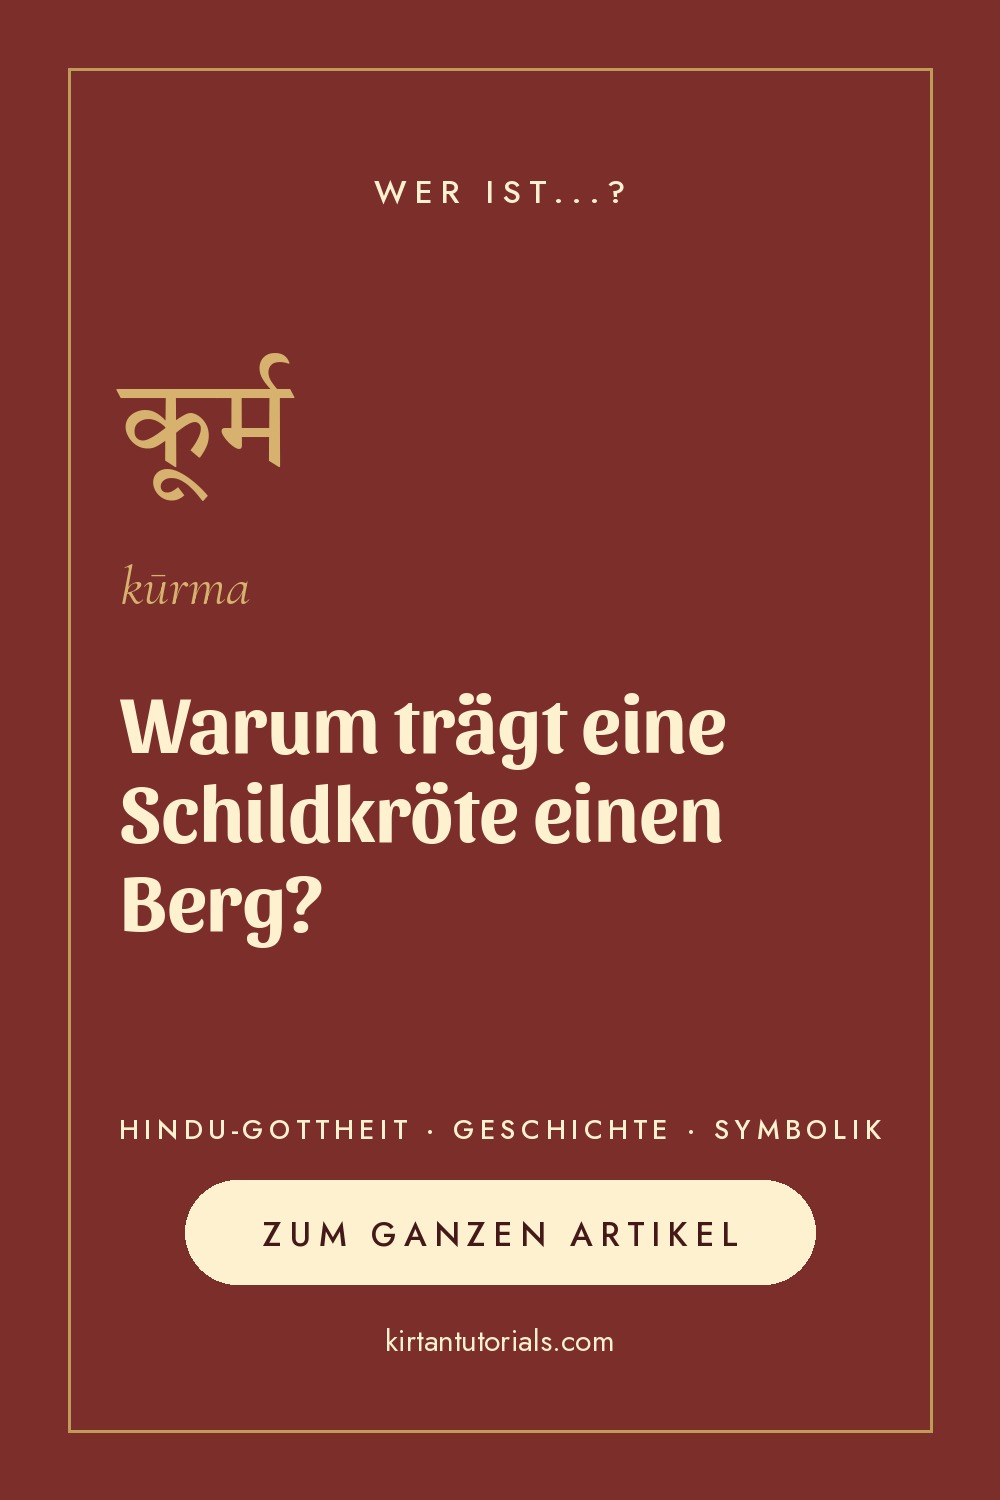 WER IST...?
कूर्म
kūrma
Warum trägt eine
Schildkröte einen
Berg?
HINDU-GOTTHEIT · GESCHICHTE · SYMBOLIK
ZUM GANZEN ARTIKEL
kirtantutorials.com